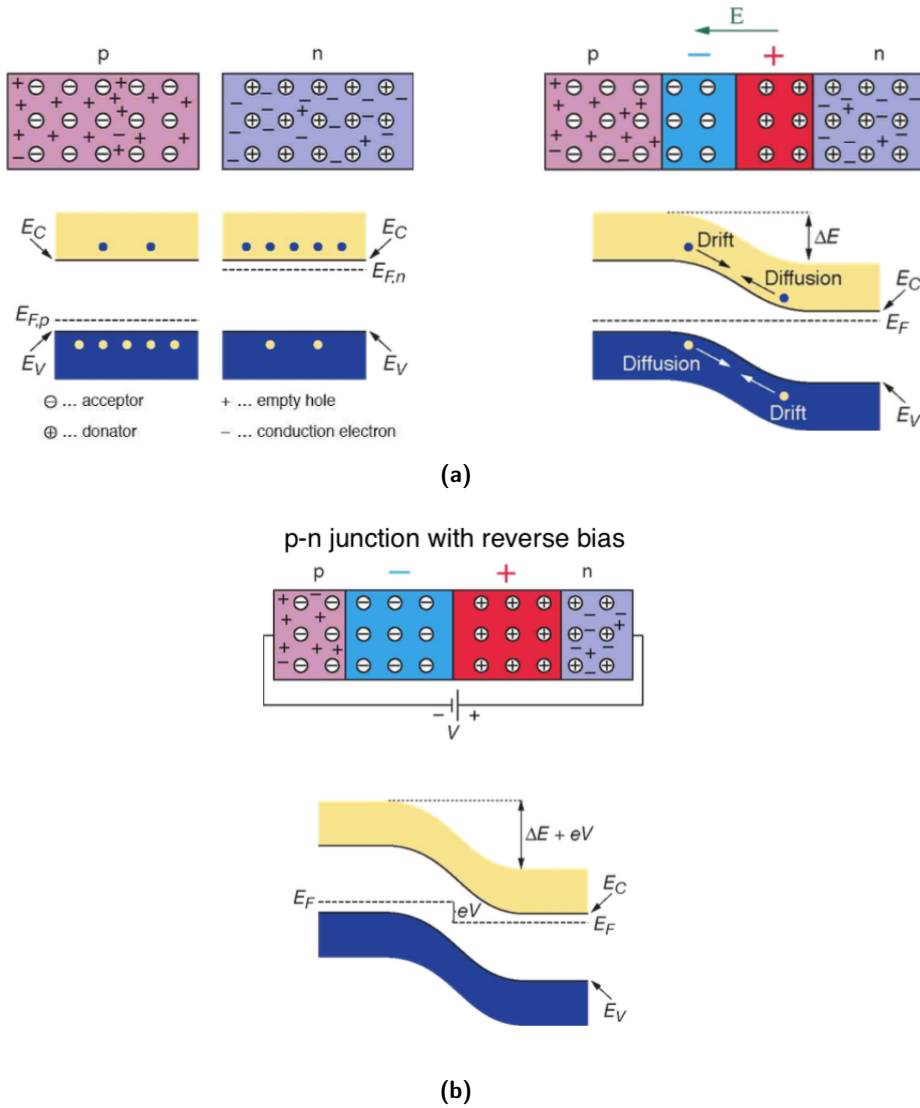 E
p n p − + n
E_C E_C
E_{F,n}
E_{F,p}
E_V E_V
⊖ ... acceptor + ... empty hole
⊕ ... donator − ... conduction electron
ΔE
Drift
Diffusion
E_C
E_F
Diffusion
Drift
E_V
(a)
p-n junction with reverse bias
p − + n
− +
V
ΔE + eV
E_C
E_F eV E_F
E_V
(b)